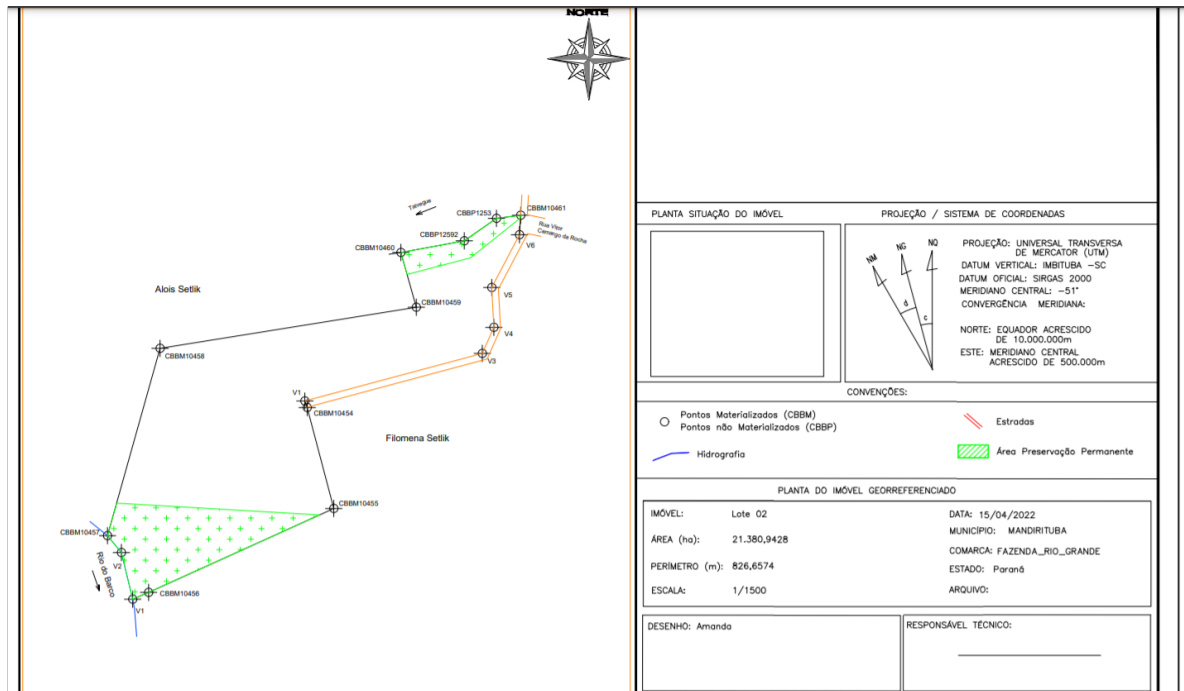 NORTE
Talvegue
CBBP1253
CBBM10461
Rua Vitor
Camargo da Rocha
CBBP12592
V6
CBBM10460
Alois Setlik
V5
CBBM10459
V4
CBBM10458
V3
V1
CBBM10454
Filomena Setlik
CBBM10455
CBBM10457
V2
Rio do Barco
CBBM10456
V1
PLANTA SITUAÇÃO DO IMÓVEL
PROJEÇÃO / SISTEMA DE COORDENADAS
NM
NG
NQ
d
c
PROJEÇÃO: UNIVERSAL TRANSVERSA
DE MERCATOR (UTM)
DATUM VERTICAL: IMBITUBA -SC
DATUM OFICIAL: SIRGAS 2000
MERIDIANO CENTRAL: -51°
CONVERGÊNCIA MERIDIANA:
NORTE: EQUADOR ACRESCIDO
DE 10.000.000m
ESTE: MERIDIANO CENTRAL
ACRESCIDO DE 500.000m
CONVENÇÕES:
Pontos Materializados (CBBM)
Pontos não Materializados (CBBP)
Estradas
Hidrografia
Área Preservação Permanente
PLANTA DO IMÓVEL GEORREFERENCIADO
IMÓVEL: Lote 02
ÁREA (ha): 21.380,9428
PERÍMETRO (m): 826,6574
ESCALA: 1/1500
DATA: 15/04/2022
MUNICÍPIO: MANDIRITUBA
COMARCA: FAZENDA_RIO_GRANDE
ESTADO: Paraná
ARQUIVO:
DESENHO: Amanda
RESPONSÁVEL TÉCNICO: